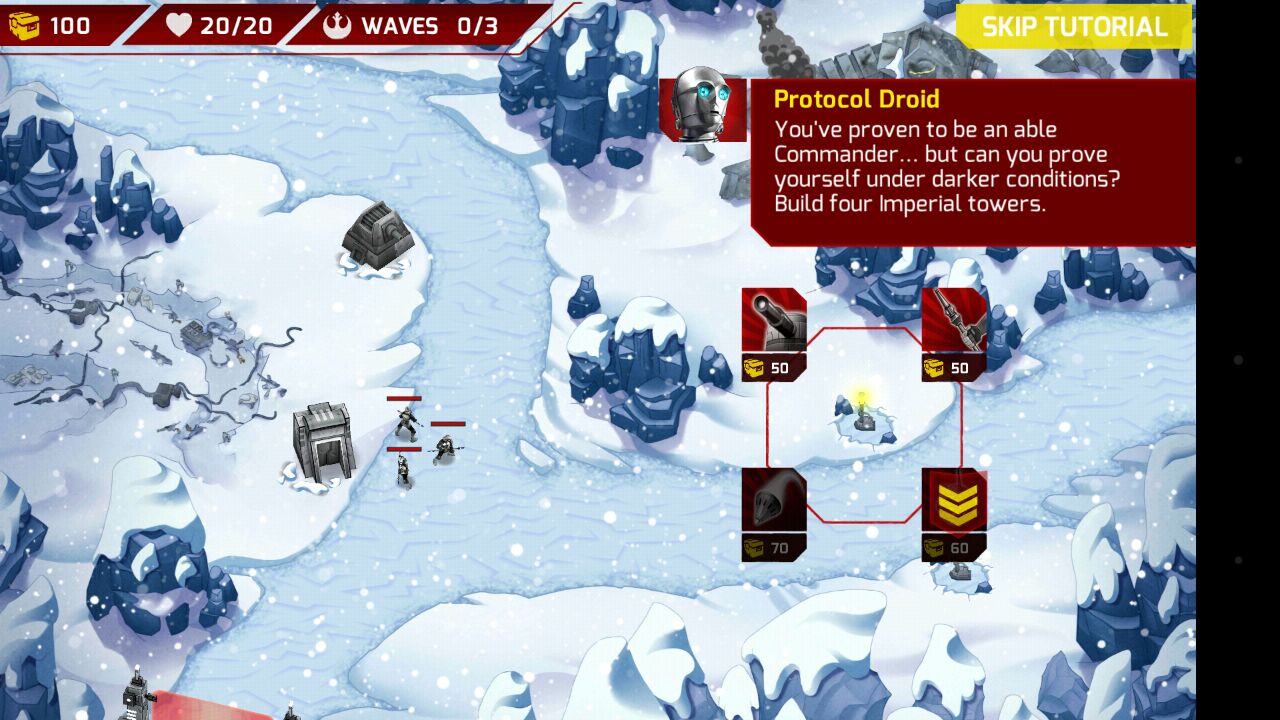 100 20/20 WAVES 0/3 SKIP TUTORIAL
Protocol Droid
You've proven to be an able
Commander... but can you prove
yourself under darker conditions?
Build four Imperial towers.
50 50
70 60